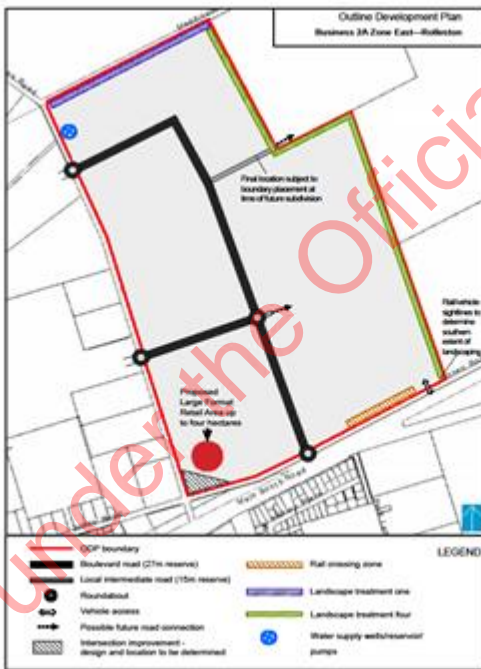 Outline Development Plan
Business 2A Zone East—Rolleston
Final location subject to
boundary placement at
time of future subdivision
Rail/vehicle
sightlines to
determine
southern
extent of
landscaping
Proposed
Large Format
Retail Area up
to four hectares
Main South Road
under the Official
LEGEND
ODP boundary
Boulevard road (27m reserve)
Local intermediate road (15m reserve)
Roundabout
Vehicle access
Possible future road connection
Intersection improvement -
design and location to be determined
Rail crossing zone
Landscape treatment one
Landscape treatment four
Water supply wells/reservoir/
pumps